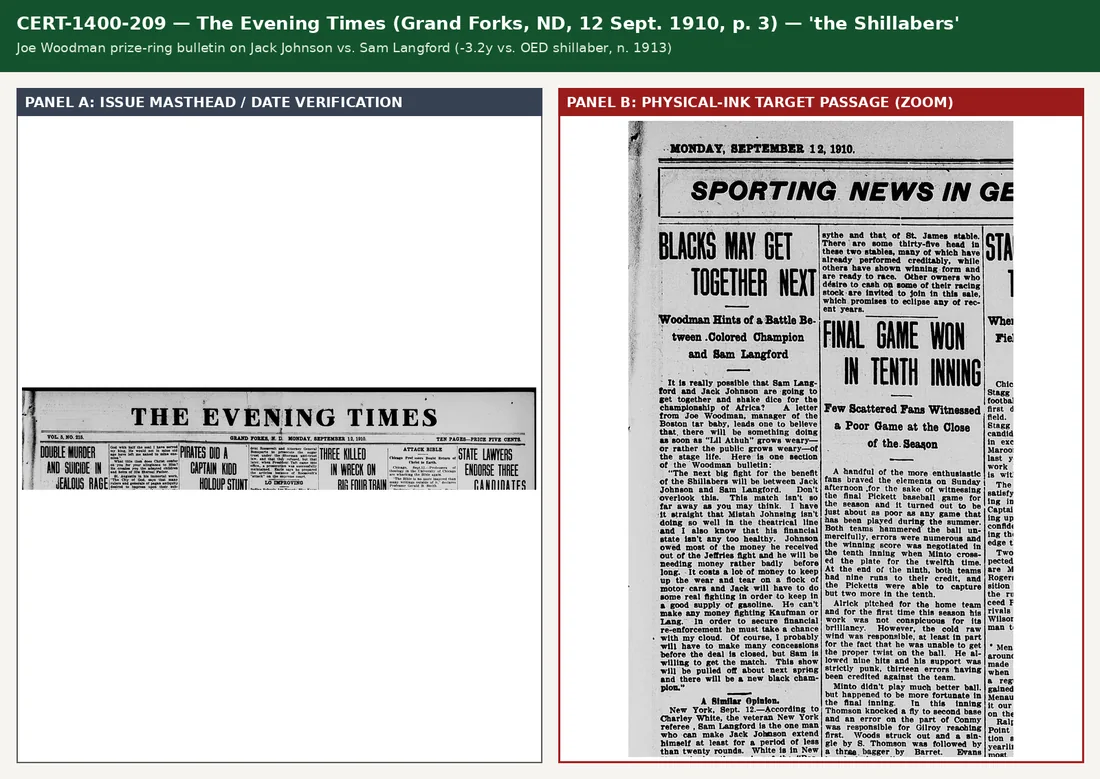 CERT-1400-209 — The Evening Times (Grand Forks, ND, 12 Sept. 1910, p. 3) — 'the Shillabers'
Joe Woodman prize-ring bulletin on Jack Johnson vs. Sam Langford (-3.2y vs. OED shillaber, n. 1913)
PANEL A: ISSUE MASTHEAD / DATE VERIFICATION
THE EVENING TIMES
GRAND FORKS, N. D. MONDAY, SEPTEMBER 12, 1910.
TEN PAGES—PRICE FIVE CENTS.
DOUBLE MURDER
AND SUICIDE IN
JEALOUS RAGE
PIRATES DID A
CAPTAIN KIDD
HOLDUP STUNT
LO IMPROVING
THREE KILLED
IN WRECK ON
BIG FOUR TRAIN
ATTACK BIBLE
STATE LAWYERS
ENDORSE THREE
CANDIDATES
PANEL B: PHYSICAL-INK TARGET PASSAGE (ZOOM)
MONDAY, SEPTEMBER 12, 1910.
SPORTING NEWS IN GE
BLACKS MAY GET
TOGETHER NEXT
Woodman Hints of a Battle Be-
tween Colored Champion
and Sam Langford
It is really possible that Sam Lang-
ford and Jack Johnson are going to
get together and shake dice for the
championship of Africa? A letter
from Joe Woodman, manager of the
Boston tar baby, leads one to believe
that there will be something doing
as soon as "Lil Athuh" grows weary—
or rather the public grows weary—of
the stage life. Here is one section
of the Woodman bulletin:
"The next big fight for the benefit
of the Shillabers will be between Jack
Johnson and Sam Langford. Don't
overlook this. This match isn't so
far away as you may think. I have
it straight that Mistah Johnsing isn't
doing so well in the theatrical line
and I also know that his financial
state isn't any too healthy. Johnson
owed most of the money he received
out of the Jeffries fight and he will be
needing money rather badly before
long. It costs a lot of money to keep
up the wear and tear on a flock of
motor cars and Jack will have to do
some real fighting in order to keep in
a good supply of gasoline. He can't
make any money fighting Kaufman or
Lang. In order to secure financial
re-enforcement he must take a chance
with my cloud. Of course, I probably
will have to make many concessions
before the deal is closed, but Sam is
willing to get the match. This show
will be pulled off about next spring
and there will be a new black cham-
pion."
A Similar Opinion.
New York, Sept. 12.—According to
Charley White, the veteran New York
referee, Sam Langford is the one man
who can make Jack Johnson extend
himself at least for a period of less
than twenty rounds. White is in New
sythe and that of St. James stable.
There are some thirty-five head in
these two stables, many of which have
already performed creditably, while
others have shown winning form and
are ready to race. Other owners who
desire to cash on some of their racing
stock are invited to join in this sale,
which promises to eclipse any of rec-
ent years.
FINAL GAME WON
IN TENTH INNING
Few Scattered Fans Witnessed
a Poor Game at the Close
of the Season
A handful of the more enthusiastic
fans braved the elements on Sunday
afternoon for the sake of witnessing
the final Pickett baseball game for
the season and it turned out to be
just about as poor as any game that
has been played during the summer.
Both teams hammered the ball un-
mercifully, errors were numerous and
the winning score was negotiated in
the tenth inning when Minto cross-
ed the plate for the twelfth time.
At the end of the ninth, both teams
had nine runs to their credit, and
the Picketts were able to capture
but two more in the tenth.
Alrick pitched for the home team
and for the first time this season his
work was not conspicuous for its
brilliancy. However, the cold raw
wind was responsible, at least in part
for the fact that he was unable to get
the proper twist on the ball. He al-
lowed nine hits and his support was
strictly punk, thirteen errors having
been credited against the team.
Minto didn't play much better ball,
but happened to be more fortunate in
the final inning. In this inning
Thomson knocked a fly to second base
and an error on the part of Conmy
was responsible for Gilroy reaching
first. Woods struck out and a sin-
gle by S. Thomson was followed by
a three bagger by Barret. Evans